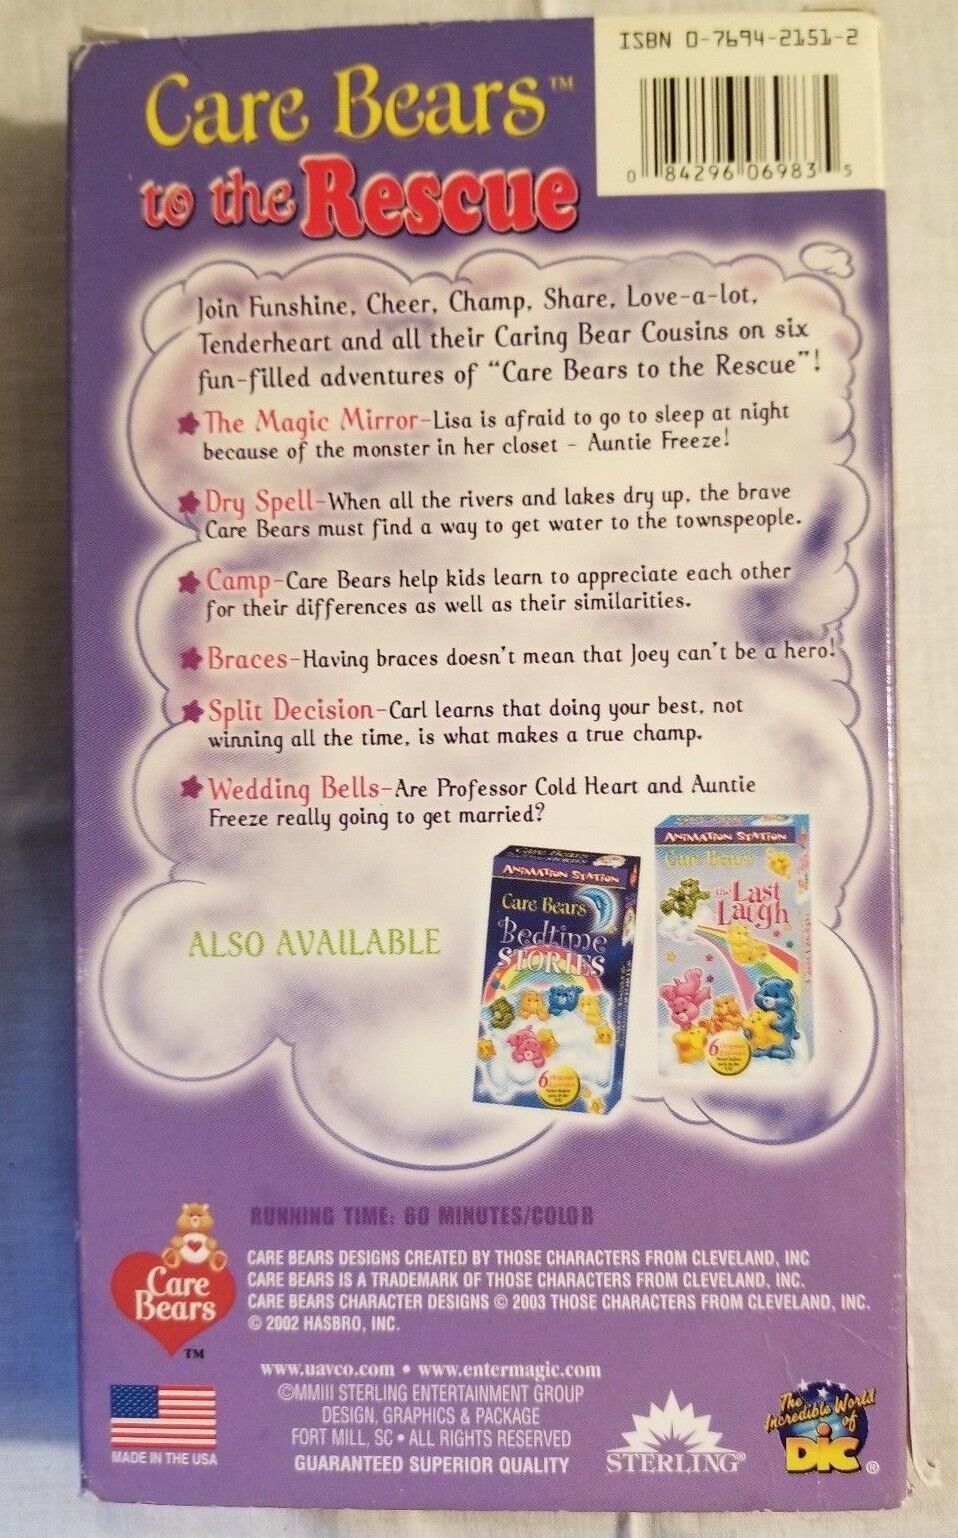 ISBN 0-7694-2151-2
0 84296 06983 5
Care Bears™
to the Rescue
Join Funshine, Cheer, Champ, Share, Love-a-lot,
Tenderheart and all their Caring Bear Cousins on six
fun-filled adventures of "Care Bears to the Rescue"!
The Magic Mirror-Lisa is afraid to go to sleep at night
because of the monster in her closet - Auntie Freeze!
Dry Spell-When all the rivers and lakes dry up, the brave
Care Bears must find a way to get water to the townspeople.
Camp-Care Bears help kids learn to appreciate each other
for their differences as well as their similarities.
Braces-Having braces doesn't mean that Joey can't be a hero!
Split Decision-Carl learns that doing your best, not
winning all the time, is what makes a true champ.
Wedding Bells-Are Professor Cold Heart and Auntie
Freeze really going to get married?
ALSO AVAILABLE
ANIMATION STATION
Care Bears
Bedtime
STORIES
6
ANIMATION STATION
Care Bears
the Last
Laugh
6
RUNNING TIME: 60 MINUTES/COLOR
Care
Bears
TM
CARE BEARS DESIGNS CREATED BY THOSE CHARACTERS FROM CLEVELAND, INC
CARE BEARS IS A TRADEMARK OF THOSE CHARACTERS FROM CLEVELAND, INC.
CARE BEARS CHARACTER DESIGNS © 2003 THOSE CHARACTERS FROM CLEVELAND, INC.
© 2002 HASBRO, INC.
www.uavco.com • www.entermagic.com
©MMIII STERLING ENTERTAINMENT GROUP
DESIGN, GRAPHICS & PACKAGE
FORT MILL, SC • ALL RIGHTS RESERVED
GUARANTEED SUPERIOR QUALITY
MADE IN THE USA
STERLING®
The
Incredible World
of
DiC®